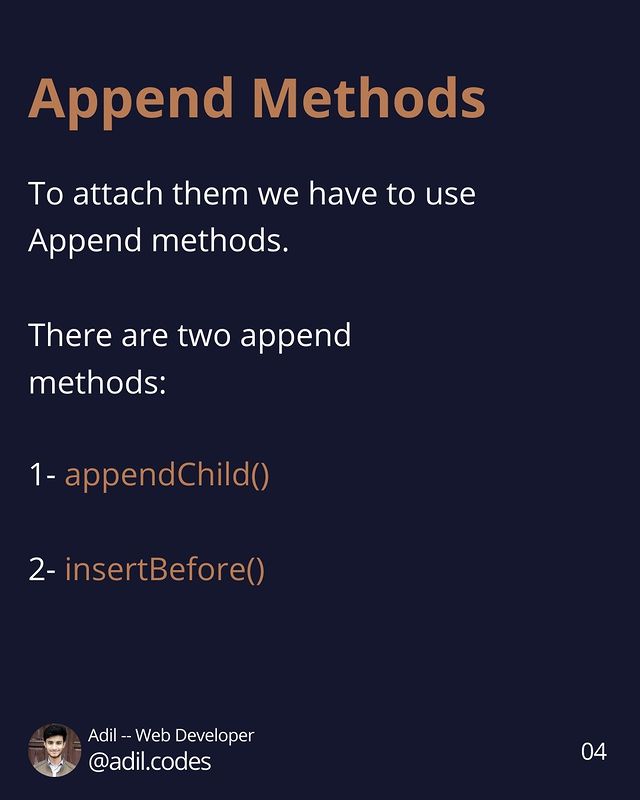 Append Methods
To attach them we have to use
Append methods.
There are two append
methods:
1- appendChild()
2- insertBefore()
Adil -- Web Developer
@adil.codes
04